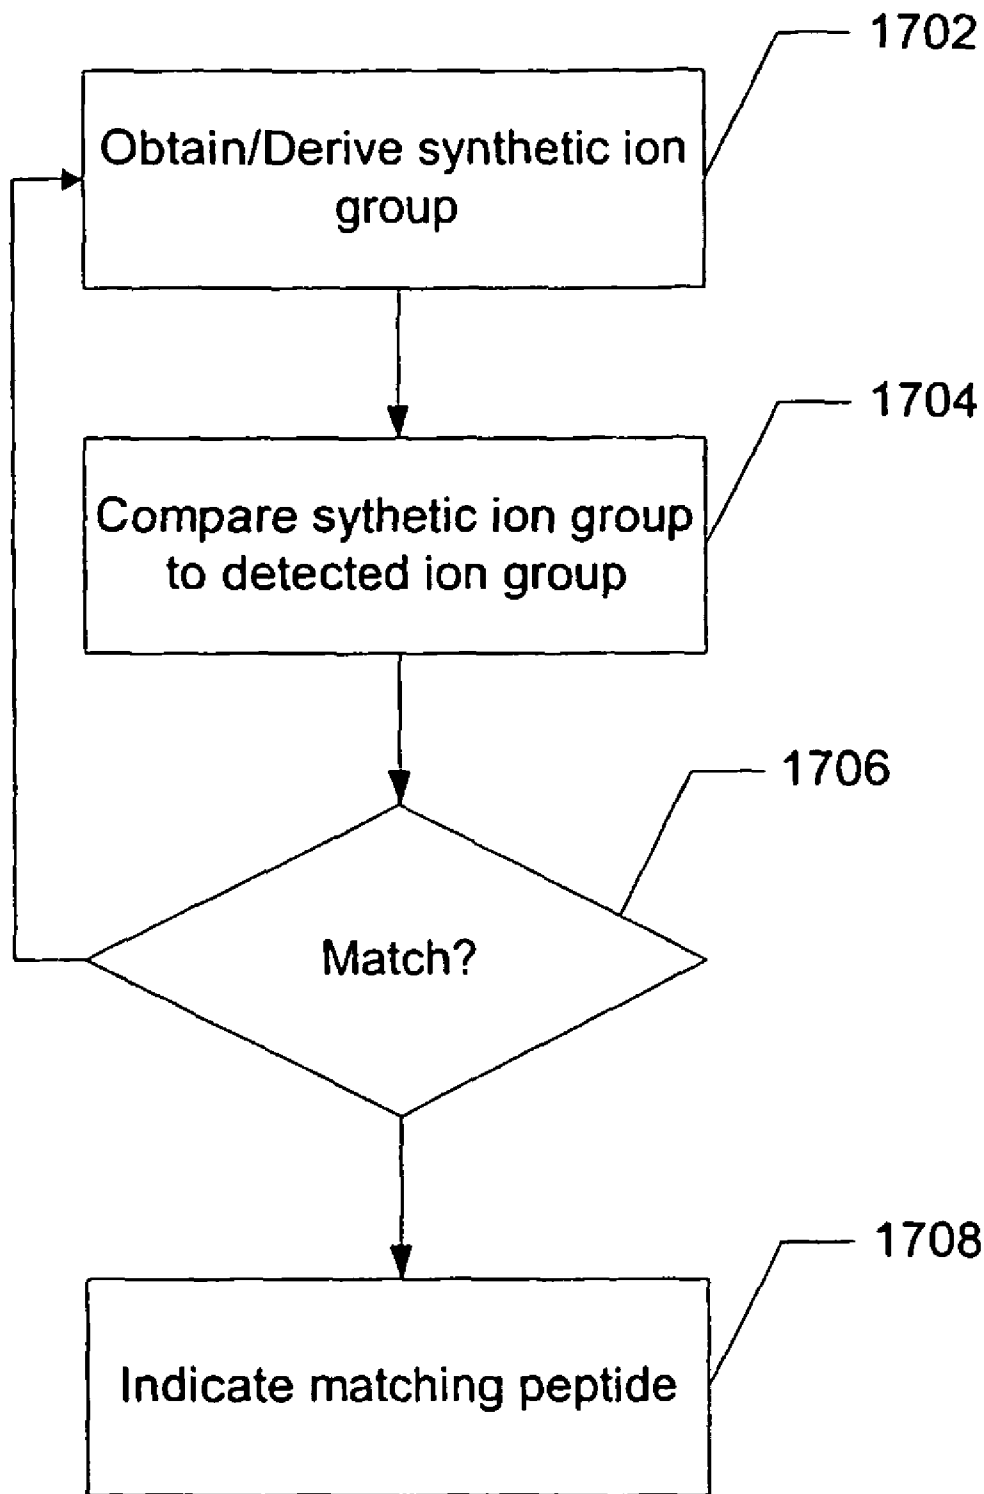 1702
Obtain/Derive synthetic ion
group
1704
Compare sythetic ion group
to detected ion group
1706
Match?
1708
Indicate matching peptide